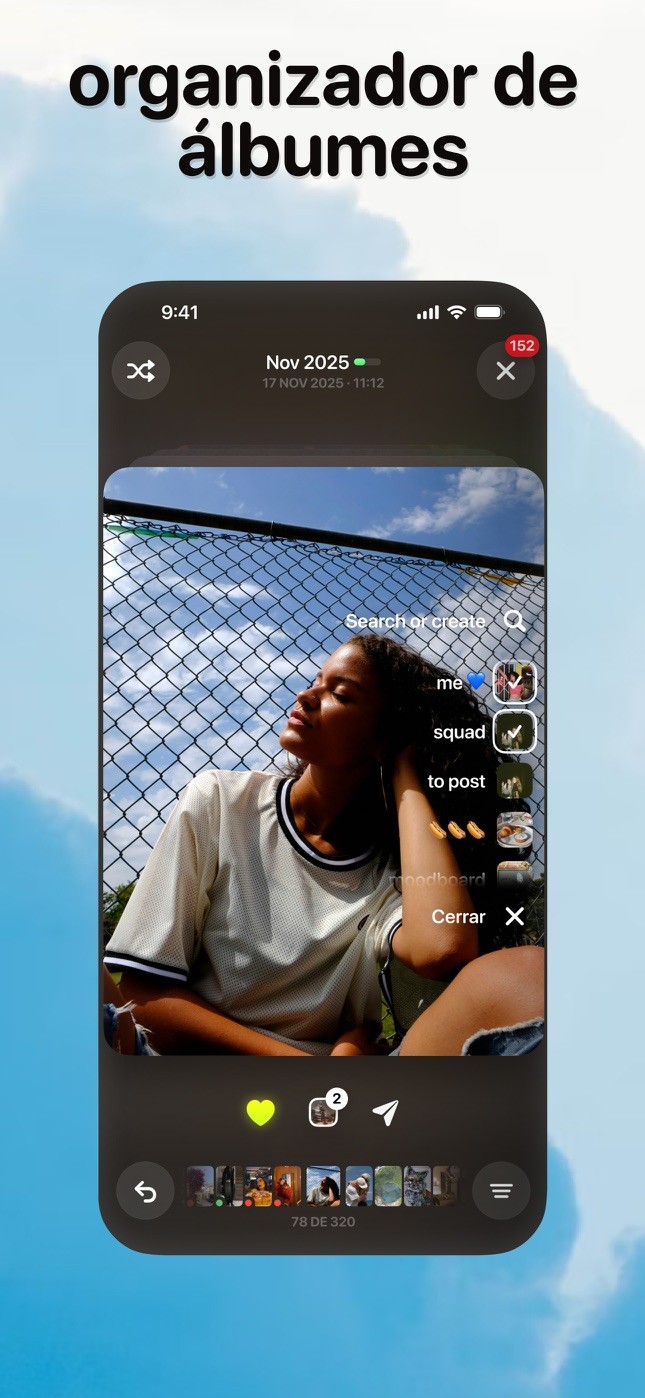 organizador de
álbumes
9:41
152
Nov 2025
17 NOV 2025 · 11:12
Search or create
me💙
squad
to post
🌭🌭🌭
moodboard
Cerrar
2
78 DE 320